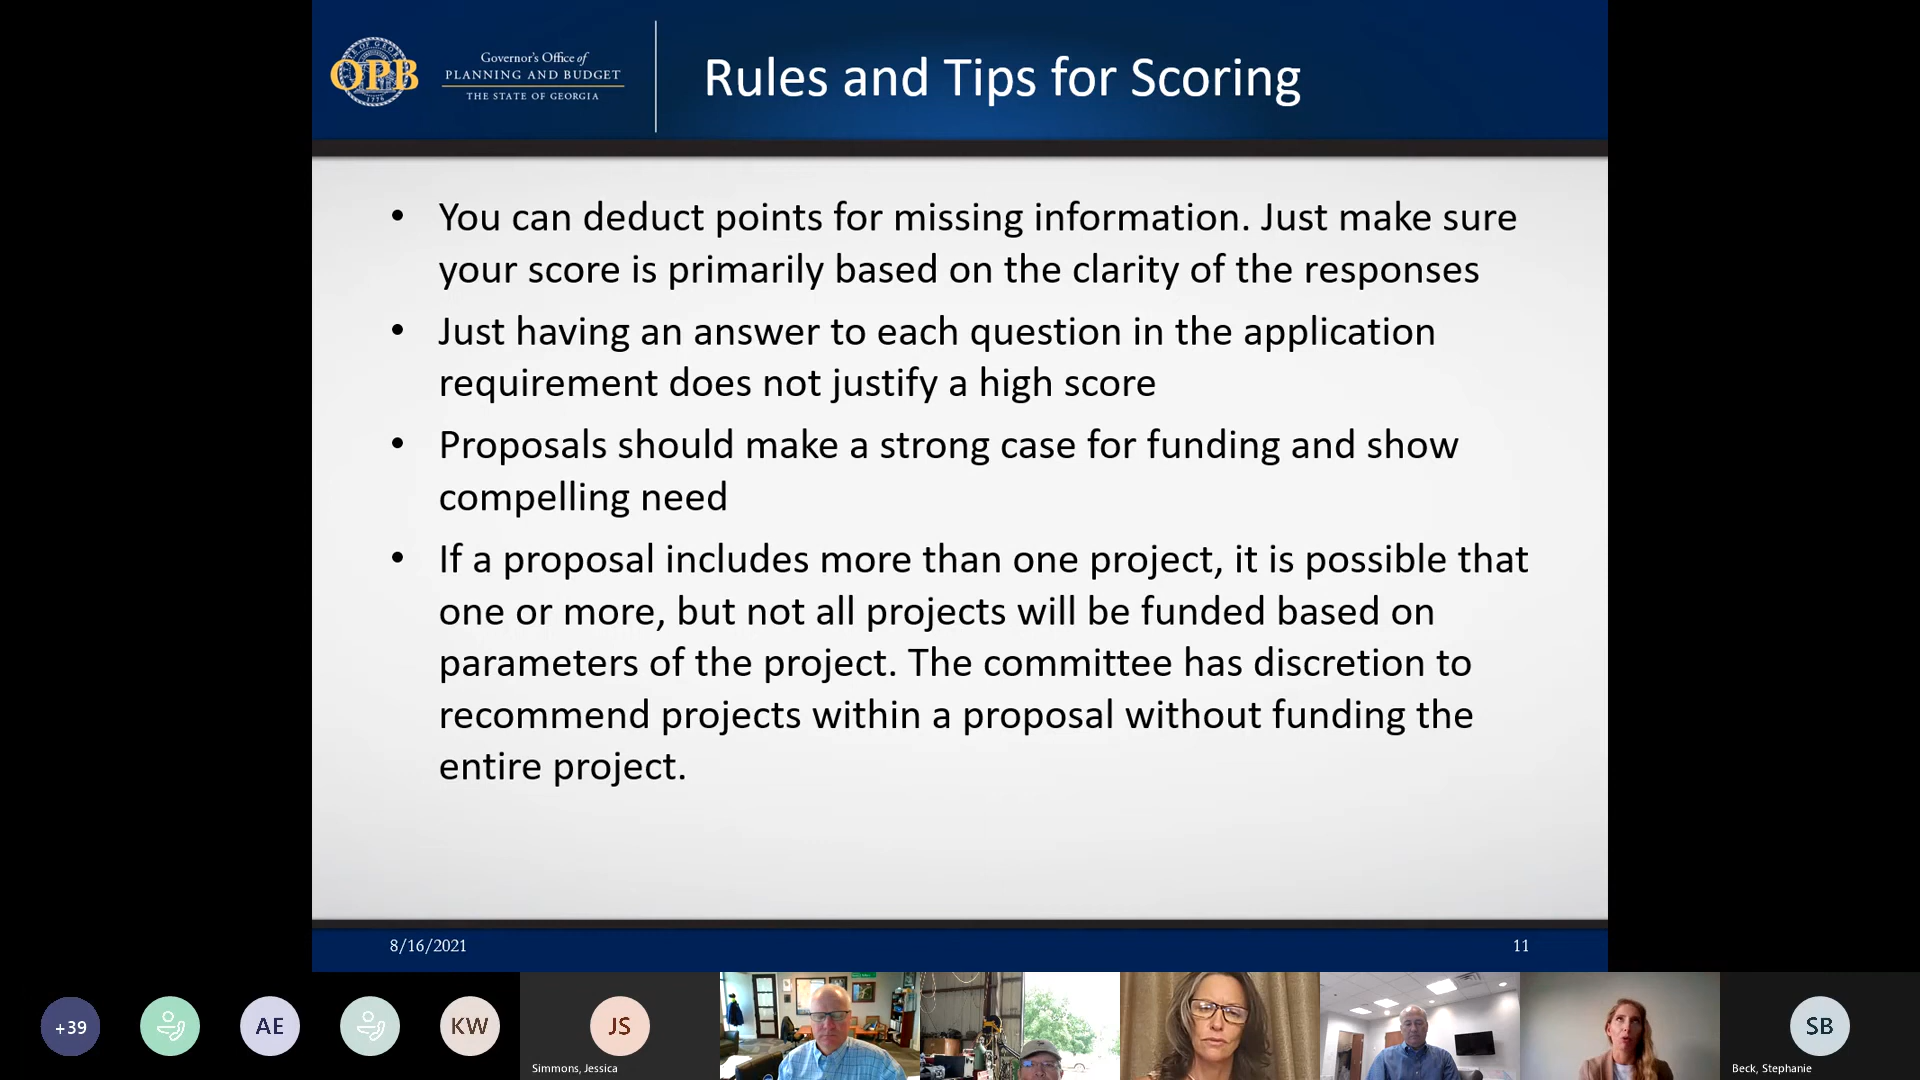 OPB
Governor's Office of
PLANNING AND BUDGET
THE STATE OF GEORGIA
Rules and Tips for Scoring
• You can deduct points for missing information. Just make sure
your score is primarily based on the clarity of the responses
• Just having an answer to each question in the application
requirement does not justify a high score
• Proposals should make a strong case for funding and show
compelling need
• If a proposal includes more than one project, it is possible that
one or more, but not all projects will be funded based on
parameters of the project. The committee has discretion to
recommend projects within a proposal without funding the
entire project.
8/16/2021
11
+39
AE
KW
JS
Simmons, Jessica
SB
Beck, Stephanie